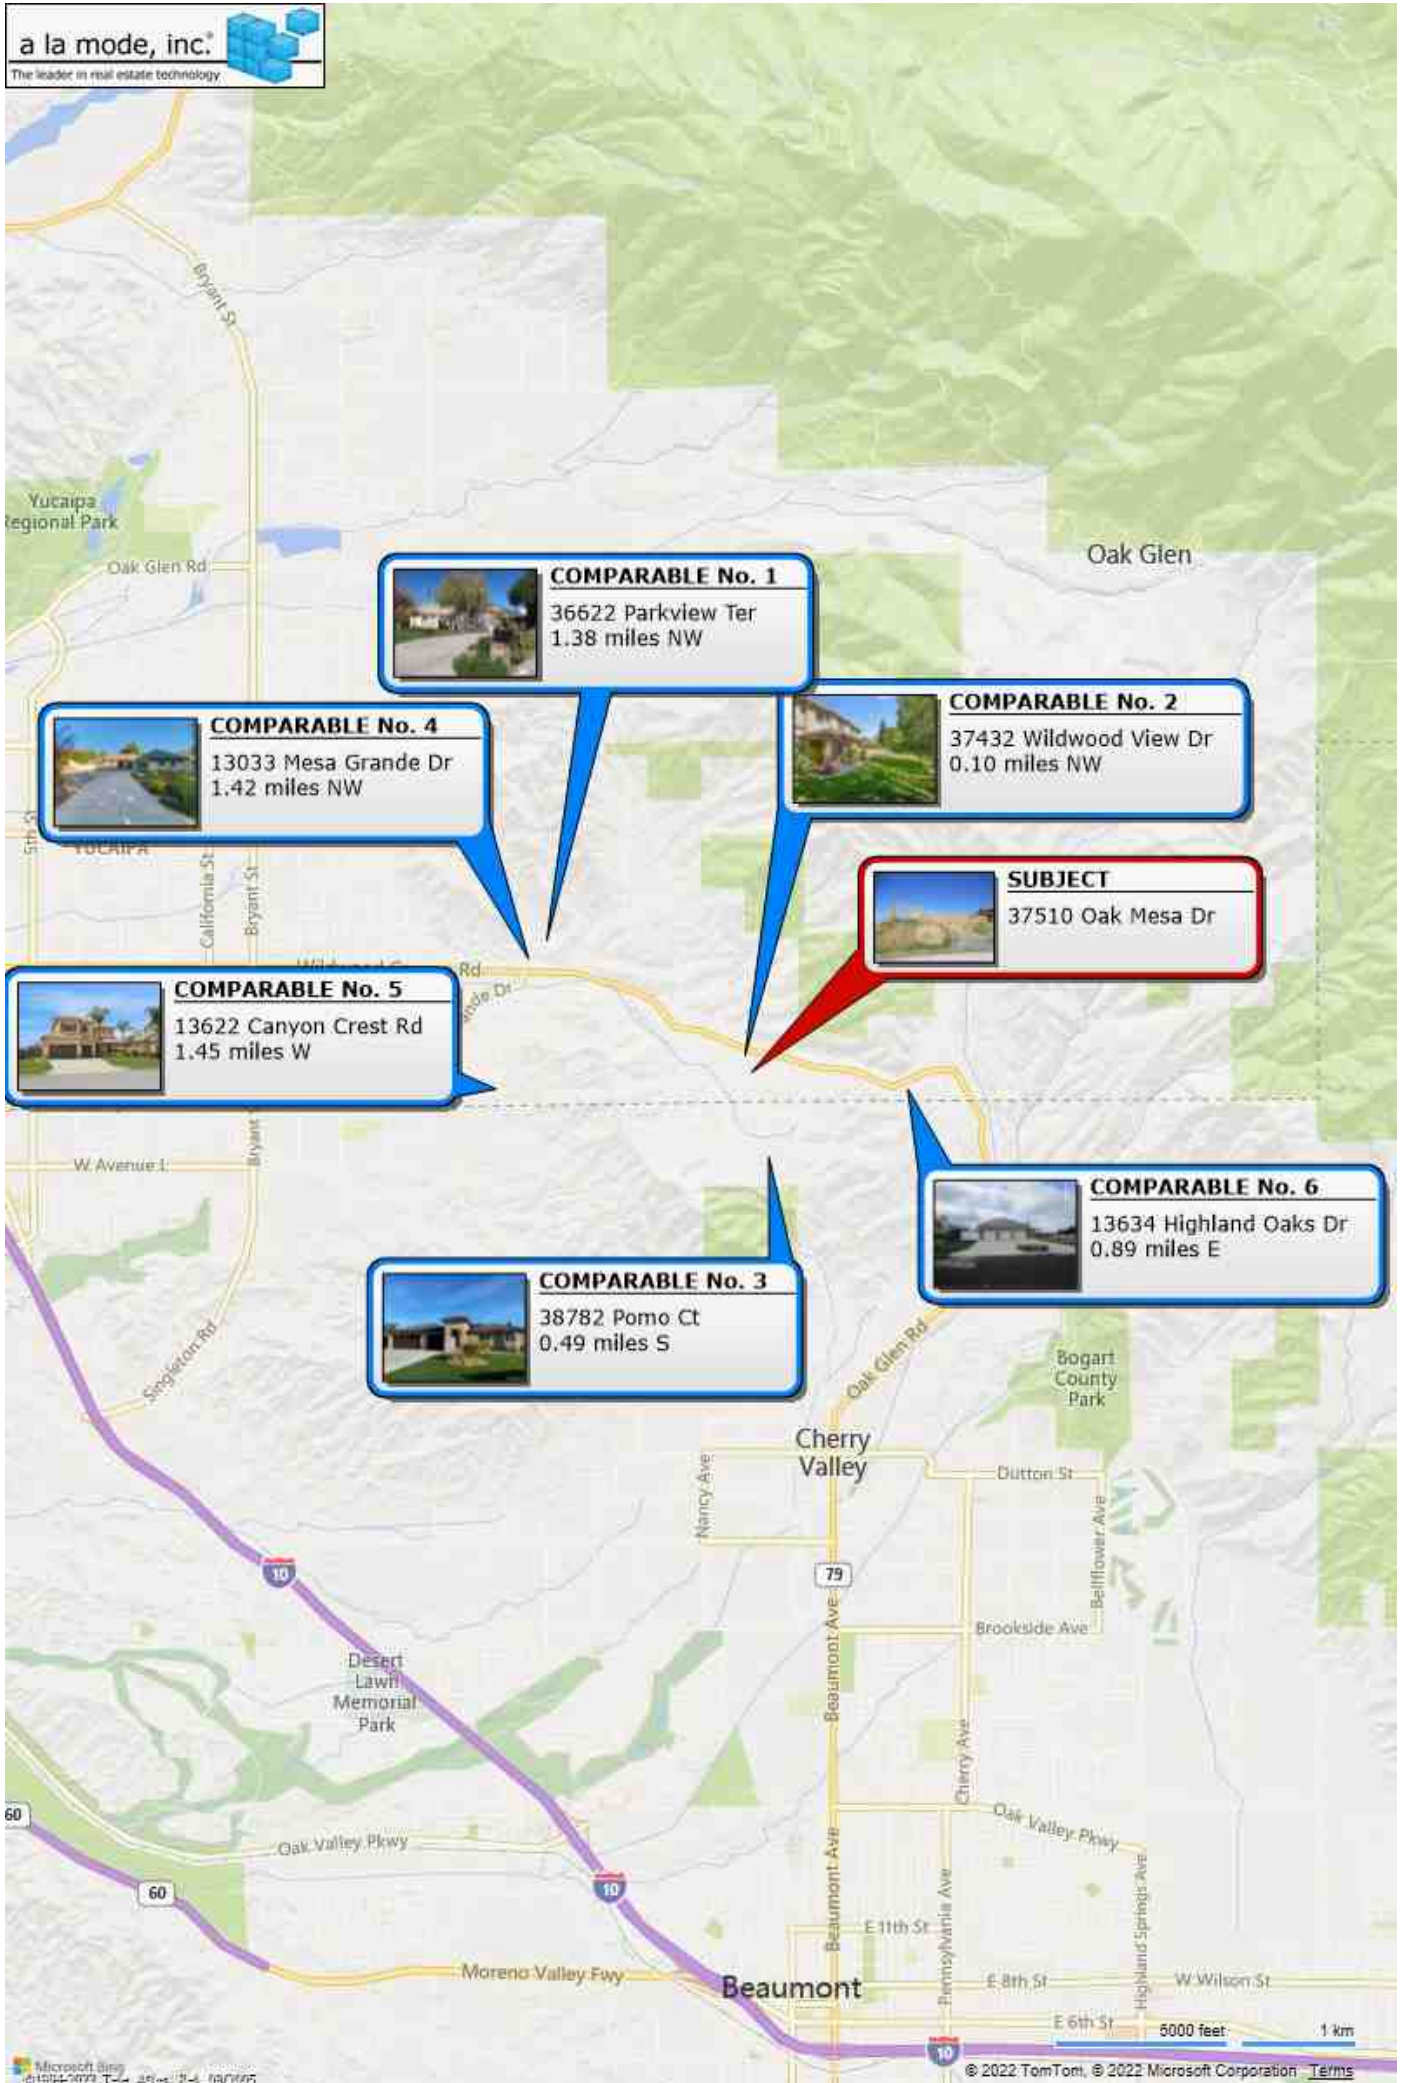 a la mode, inc.®
The leader in real estate technology
Bryant St
Yucaipa
Regional Park
Oak Glen Rd
Oak Glen
COMPARABLE No. 1
36622 Parkview Ter
1.38 miles NW
COMPARABLE No. 2
37432 Wildwood View Dr
0.10 miles NW
COMPARABLE No. 4
13033 Mesa Grande Dr
1.42 miles NW
5th St
YUCAIPA
California St
Bryant St
SUBJECT
37510 Oak Mesa Dr
Rd
COMPARABLE No. 5
13622 Canyon Crest Rd
1.45 miles W
Bryant
W. Avenue L
COMPARABLE No. 6
13634 Highland Oaks Dr
0.89 miles E
COMPARABLE No. 3
38782 Pomo Ct
0.49 miles S
Singleton Rd
Oak Glen Rd
Bogart
County
Park
Cherry
Valley
Nancy Ave
Dutton St
Bellflower Ave
10
79
Beaumont Ave
Brookside Ave
Desert
Lawn
Memorial
Park
Cherry Ave
60
Oak Valley Pkwy
Oak Valley Pkwy
10
60
Beaumont Ave
Pennsylvania Ave
Highland Springs Ave
E 11th St
Moreno Valley Fwy
Beaumont
E 8th St
W Wilson St
E 6th St
5000 feet
1 km
10
Microsoft Bing
© 2022 TomTom, © 2022 Microsoft Corporation Terms